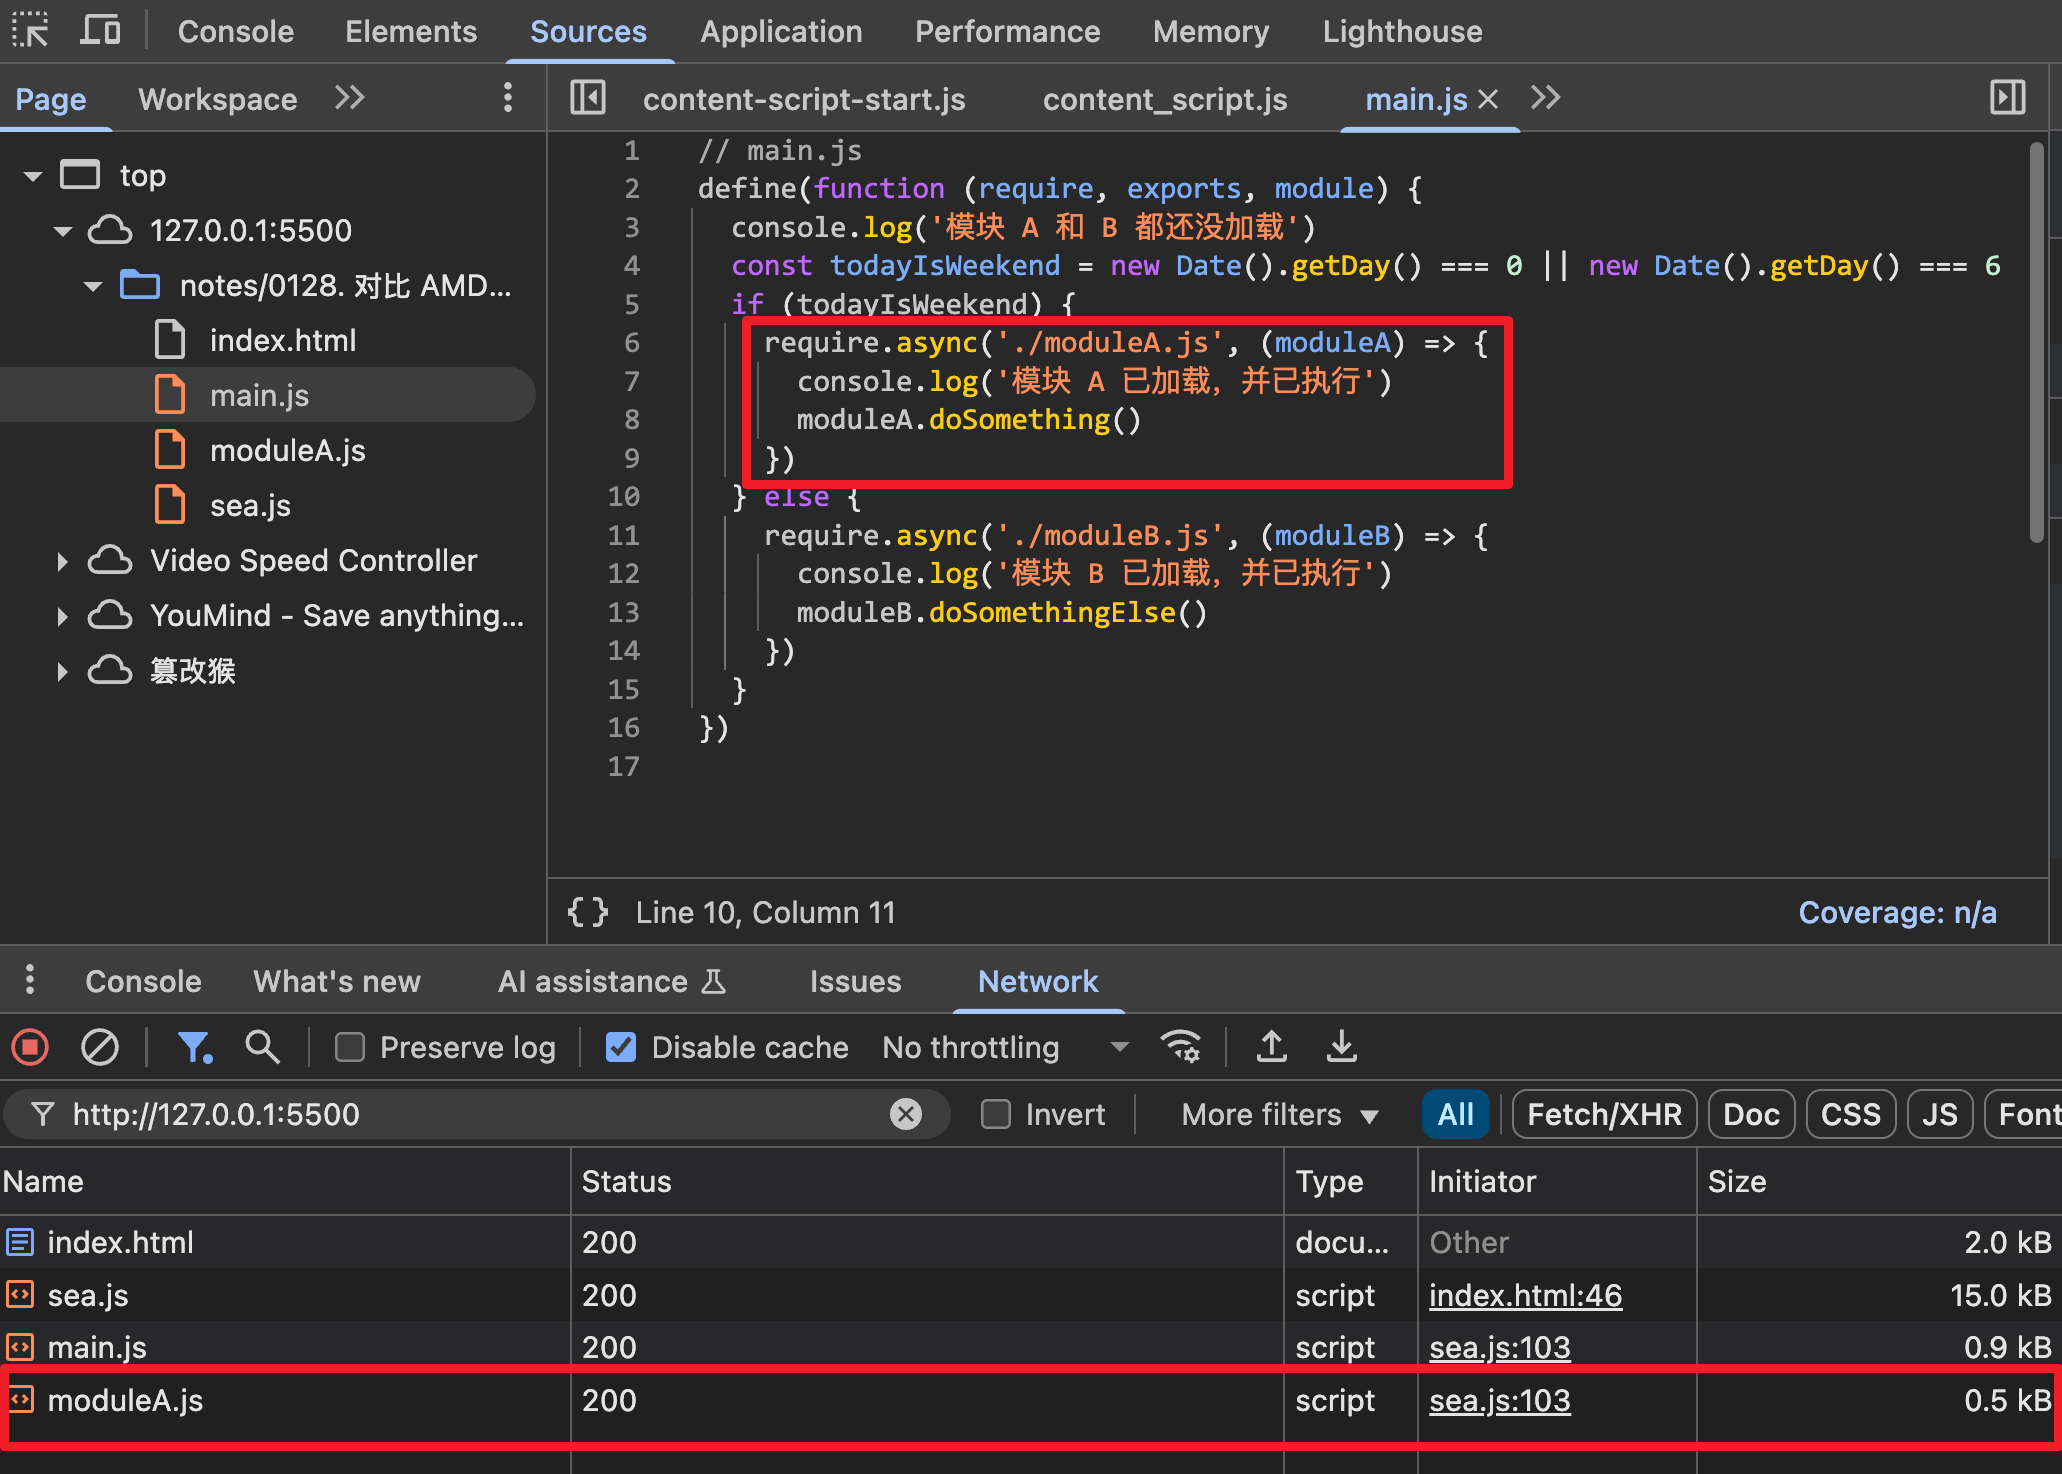 Console Elements Sources Application Performance Memory Lighthouse
Page Workspace
content-script-start.js content_script.js main.js
top
127.0.0.1:5500
notes/0128. 对比 AMD...
index.html
main.js
moduleA.js
sea.js
Video Speed Controller
YouMind - Save anything...
篡改猴
1 // main.js
2 define(function (require, exports, module) {
3 console.log('模块 A 和 B 都还没加载')
4 const todayIsWeekend = new Date().getDay() === 0 || new Date().getDay() === 6
5 if (todayIsWeekend) {
6 require.async('./moduleA.js', (moduleA) => {
7 console.log('模块 A 已加载，并已执行')
8 moduleA.doSomething()
9 })
10 } else {
11 require.async('./moduleB.js', (moduleB) => {
12 console.log('模块 B 已加载，并已执行')
13 moduleB.doSomethingElse()
14 })
15 }
16 })
17
{} Line 10, Column 11 Coverage: n/a
Console What's new AI assistance Issues Network
Preserve log Disable cache No throttling
http://127.0.0.1:5500 Invert More filters All Fetch/XHR Doc CSS JS Font
Name Status Type Initiator Size
index.html 200 docu... Other 2.0 kB
sea.js 200 script index.html:46 15.0 kB
main.js 200 script sea.js:103 0.9 kB
moduleA.js 200 script sea.js:103 0.5 kB